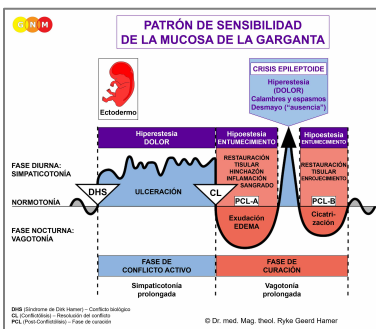 GNM
PATRÓN DE SENSIBILIDAD
DE LA MUCOSA DE LA GARGANTA
CRISIS EPILEPTOIDE
Hiperestesia
(DOLOR)
Calambres y espasmos
Desmayo ("ausencia")
Ectodermo
Hiperestesia
DOLOR
Hipoestesia
ENTUMECIMIENTO
Hipoestesia
ENTUMECIMIENTO
FASE DIURNA:
SIMPATICOTONÍA
RESTAURACIÓN
TISULAR
HINCHAZÓN
INFLAMACIÓN
SANGRADO
RESTAURACIÓN
TISULAR
ENROJECIMIENTO
DHS
ULCERACIÓN
CL
PCL-A
PCL-B
NORMOTONÍA
FASE NOCTURNA:
VAGOTONÍA
Exudación
EDEMA
Cicatri-
zación
FASE DE
CONFLICTO ACTIVO
FASE DE
CURACIÓN
Simpaticotonía
prolongada
Vagotonía
prolongada
DHS (Síndrome de Dirk Hamer) – Conflicto biológico
CL (Conflictólisis) – Resolución del conflicto
PCL (Post-Conflictólisis) – Fase de curación
© Dr. med. Mag. theol. Ryke Geerd Hamer